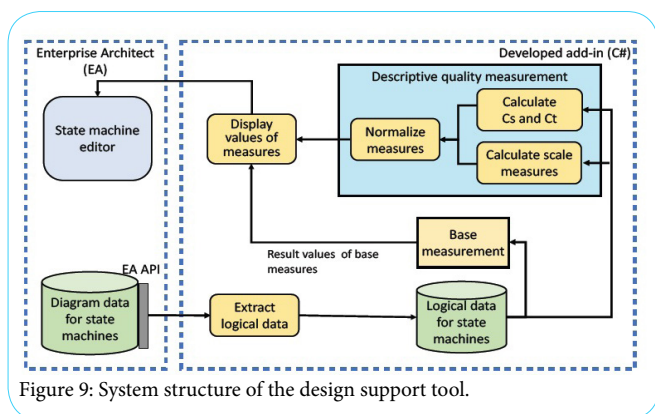 Enterprise Architect
(EA)
State machine
editor
EA API
Diagram data
for state
machines
Developed add-in (C#)
Descriptive quality measurement
Display
values of
measures
Normalize
measures
Calculate
Cs and Ct
Calculate scale
measures
Base
measurement
Result values of base
measures
Extract
logical data
Logical data
for state
machines
Figure 9: System structure of the design support tool.